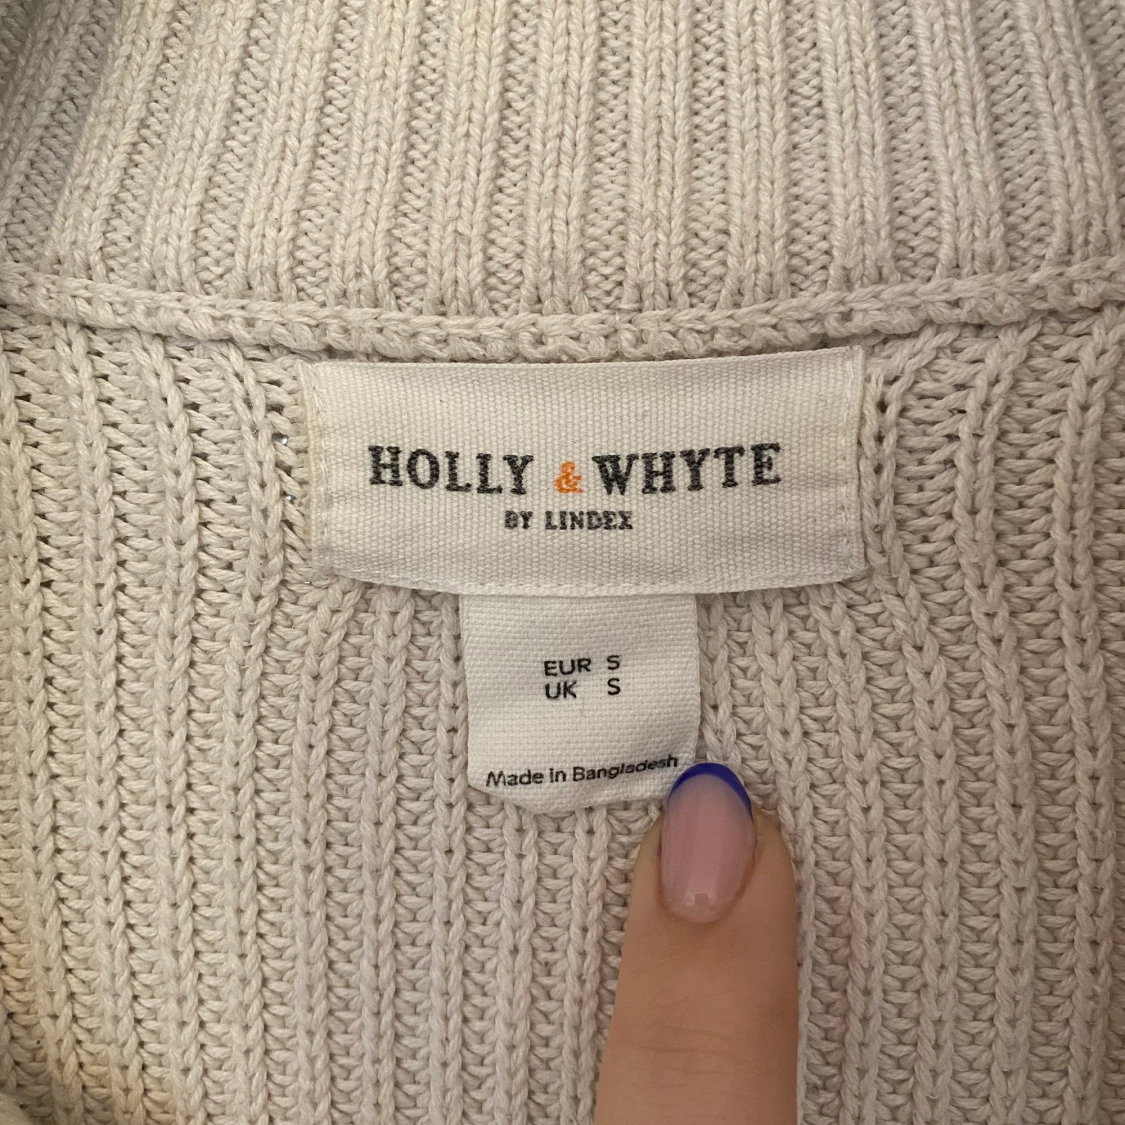 HOLLY & WHYTE
BY LINDEX
EUR S
UK S
Made in Bangladesh